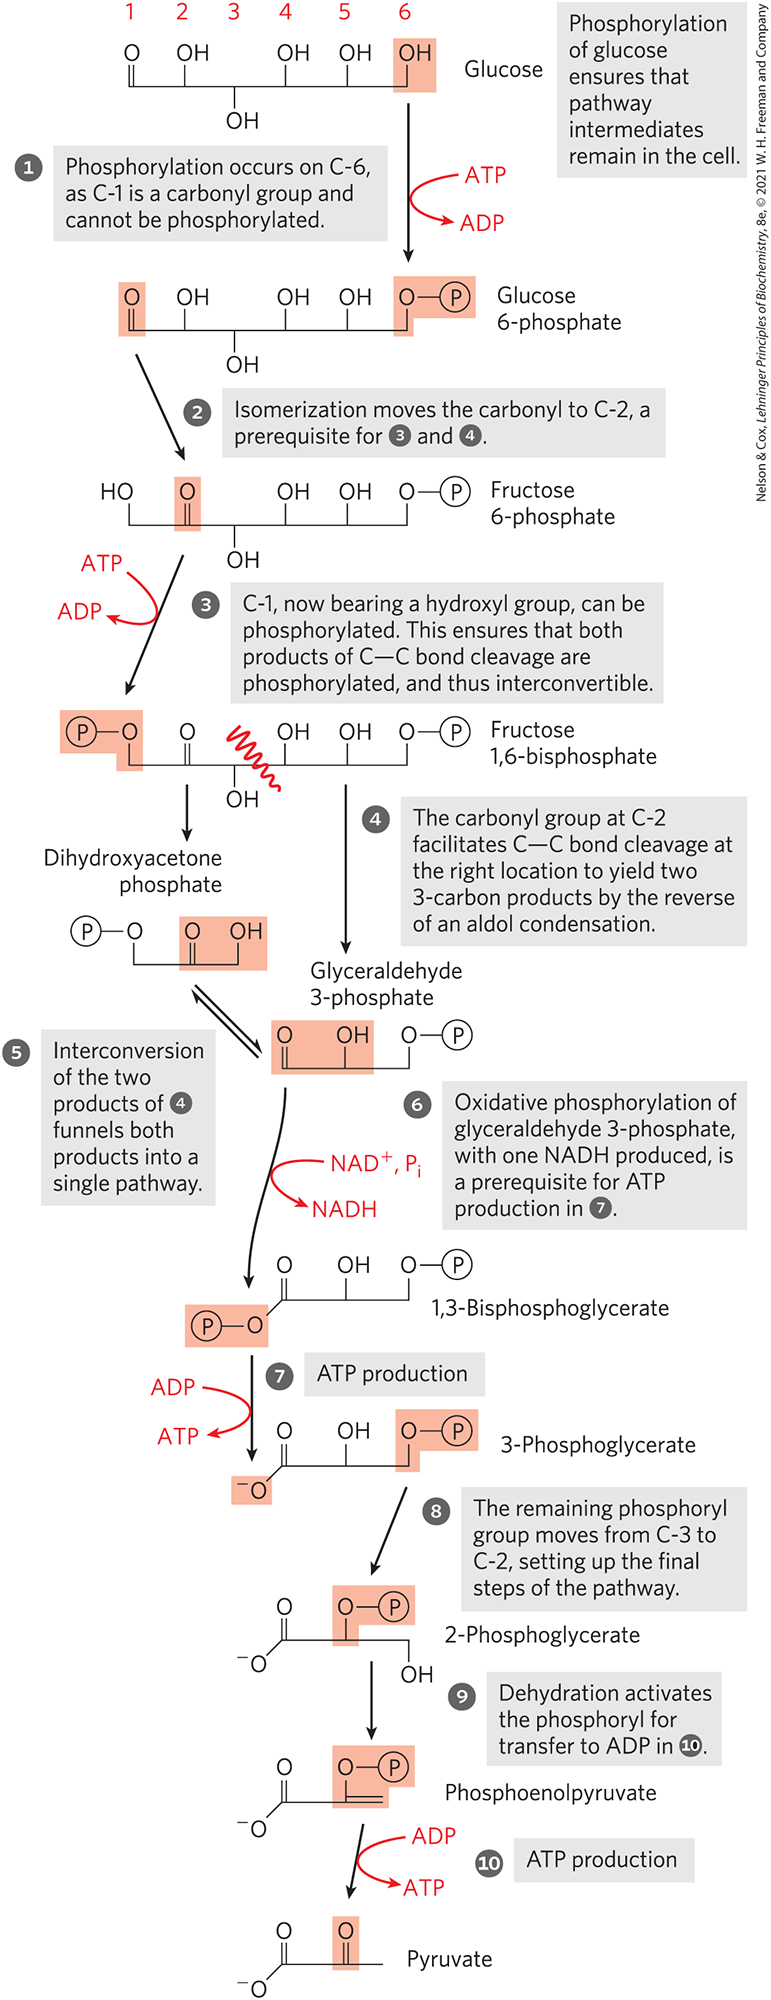 1 2 3 4 5 6
O OH OH OH OH
OH
Glucose
Phosphorylation
of glucose
ensures that
pathway
intermediates
remain in the cell.
Nelson & Cox, Lehninger Principles of Biochemistry, 8e, © 2021 W. H. Freeman and Company
1 Phosphorylation occurs on C-6,
as C-1 is a carbonyl group and
cannot be phosphorylated.
ATP
ADP
O OH OH OH O—P
OH
Glucose
6-phosphate
2 Isomerization moves the carbonyl to C-2, a
prerequisite for 3 and 4.
HO O OH OH O—P
OH
Fructose
6-phosphate
ATP
ADP
3 C-1, now bearing a hydroxyl group, can be
phosphorylated. This ensures that both
products of C—C bond cleavage are
phosphorylated, and thus interconvertible.
P—O O OH OH O—P
OH
Fructose
1,6-bisphosphate
4 The carbonyl group at C-2
facilitates C—C bond cleavage at
the right location to yield two
3-carbon products by the reverse
of an aldol condensation.
Dihydroxyacetone
phosphate
P—O O OH
Glyceraldehyde
3-phosphate
O OH O—P
5 Interconversion
of the two
products of 4
funnels both
products into a
single pathway.
6 Oxidative phosphorylation of
glyceraldehyde 3-phosphate,
with one NADH produced, is
a prerequisite for ATP
production in 7.
NAD+, Pi
NADH
O OH O—P
P—O
1,3-Bisphosphoglycerate
7 ATP production
ADP
ATP
O OH O—P
−O
3-Phosphoglycerate
8 The remaining phosphoryl
group moves from C-3 to
C-2, setting up the final
steps of the pathway.
O O—P
−O
OH
2-Phosphoglycerate
9 Dehydration activates
the phosphoryl for
transfer to ADP in 10.
O O—P
−O
Phosphoenolpyruvate
ADP
ATP
10 ATP production
O O
−O
Pyruvate